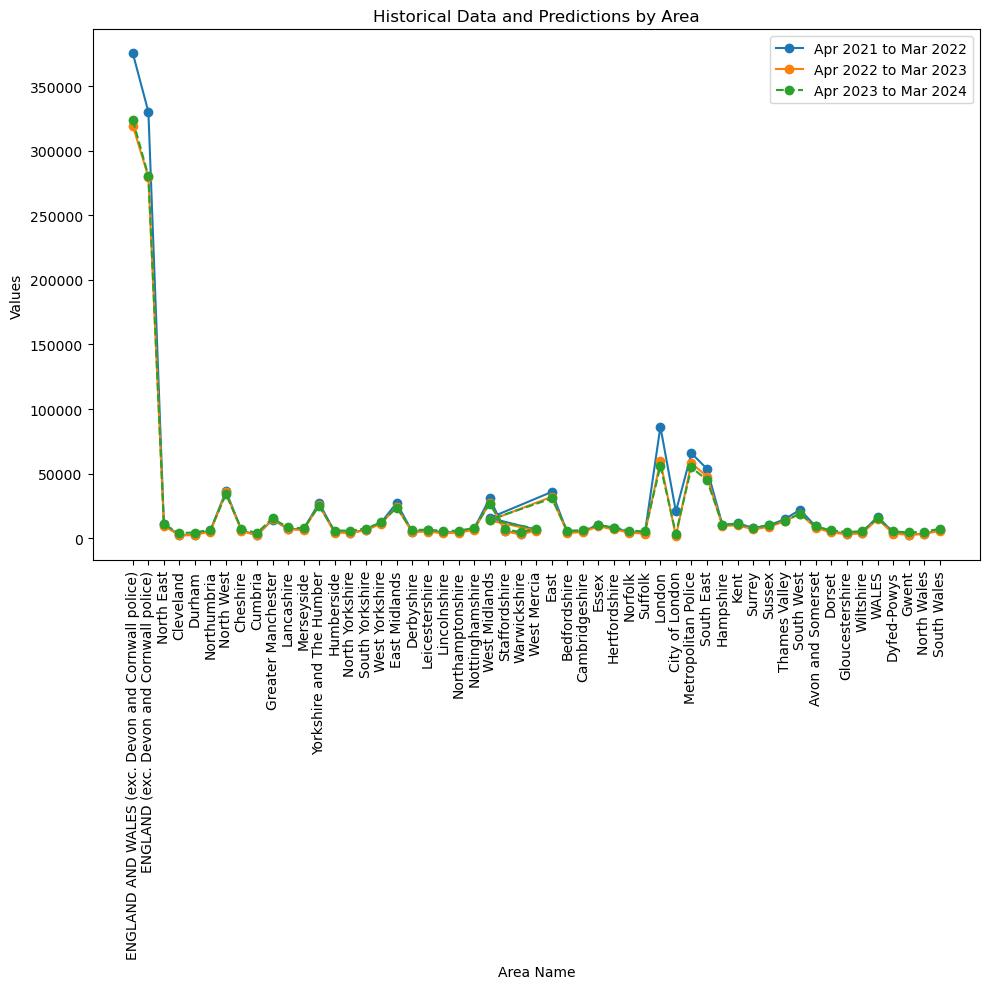 Historical Data and Predictions by Area
Apr 2021 to Mar 2022
Apr 2022 to Mar 2023
Apr 2023 to Mar 2024
Values
350000
300000
250000
200000
150000
100000
50000
0
ENGLAND AND WALES (exc. Devon and Cornwall police)
ENGLAND (exc. Devon and Cornwall police)
North East
Cleveland
Durham
Northumbria
North West
Cheshire
Cumbria
Greater Manchester
Lancashire
Merseyside
Yorkshire and The Humber
Humberside
North Yorkshire
South Yorkshire
West Yorkshire
East Midlands
Derbyshire
Leicestershire
Lincolnshire
Northamptonshire
Nottinghamshire
West Midlands
Staffordshire
Warwickshire
West Mercia
East
Bedfordshire
Cambridgeshire
Essex
Hertfordshire
Norfolk
Suffolk
London
City of London
Metropolitan Police
South East
Hampshire
Kent
Surrey
Sussex
Thames Valley
South West
Avon and Somerset
Dorset
Gloucestershire
Wiltshire
WALES
Dyfed-Powys
Gwent
North Wales
South Wales
Area Name